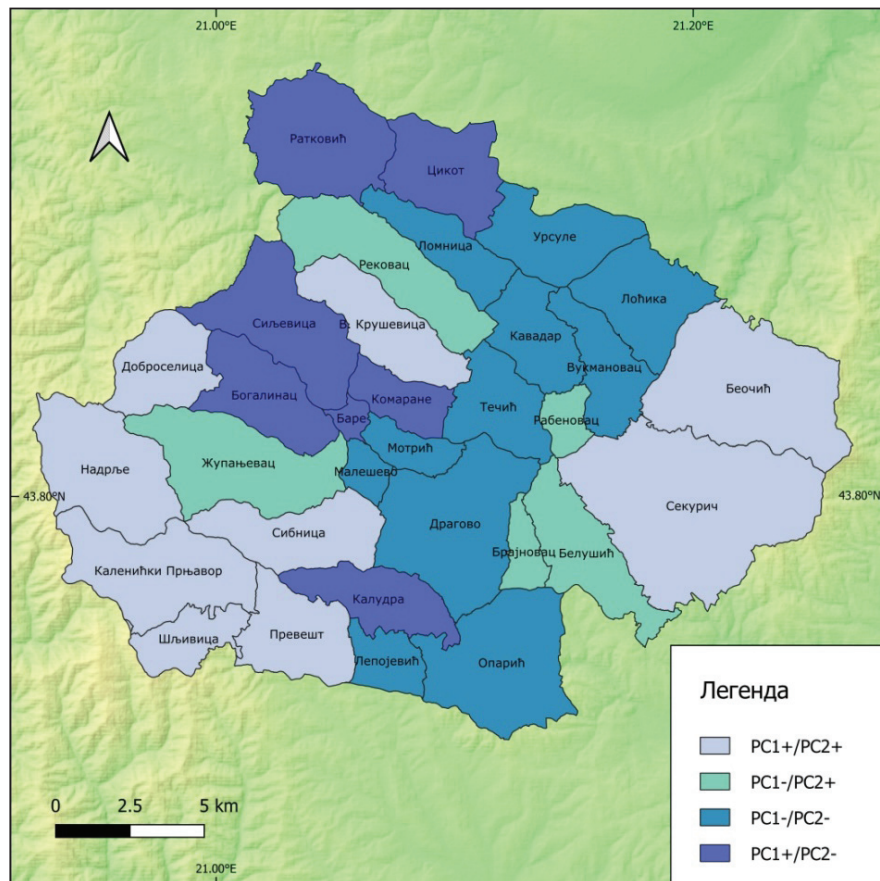 21.00°E
21.20°E
Ратковић
Цикот
Урсуле
Ломница
Рековац
Лоћика
Сиљевица
В. Крушевица
Кавадар
Вукмановац
Доброселица
Беочић
Богалинац
Комаране
Течић
Баре
Рабеновац
Мотрић
Жупањевац
Надрље
Малешево
43.80°N
43.80°N
Секурич
Драгово
Сибница
Брајновац
Белушић
Каленићки Прњавор
Калудра
Шљивица
Превешт
Лепојевић
Опарић
Легенда
PC1+/PC2+
PC1-/PC2+
PC1-/PC2-
PC1+/PC2-
0 2.5 5 km
21.00°E